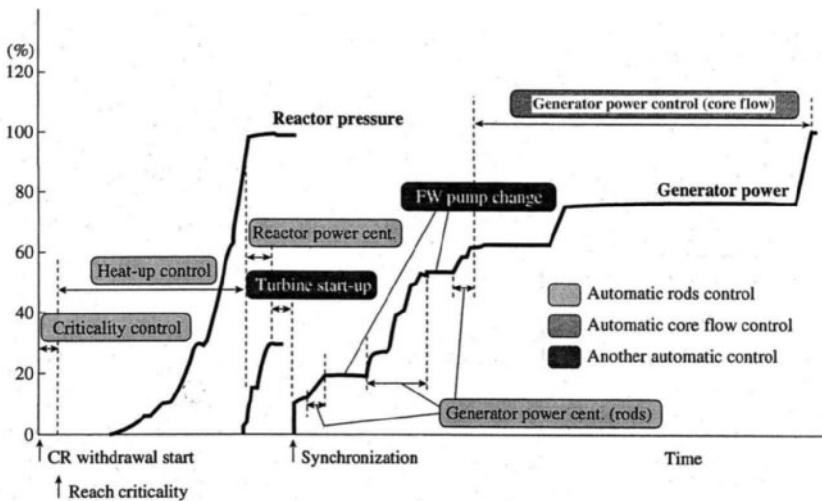 (%)
120
100
80
60
40
20
0
Generator power control (core flow)
Reactor pressure
FW pump change
Generator power
Reactor power cent.
Heat-up control
Turbine start-up
Criticality control
Automatic rods control
Automatic core flow control
Another automatic control
Generator power cent. (rods)
CR withdrawal start
Synchronization
Time
Reach criticality